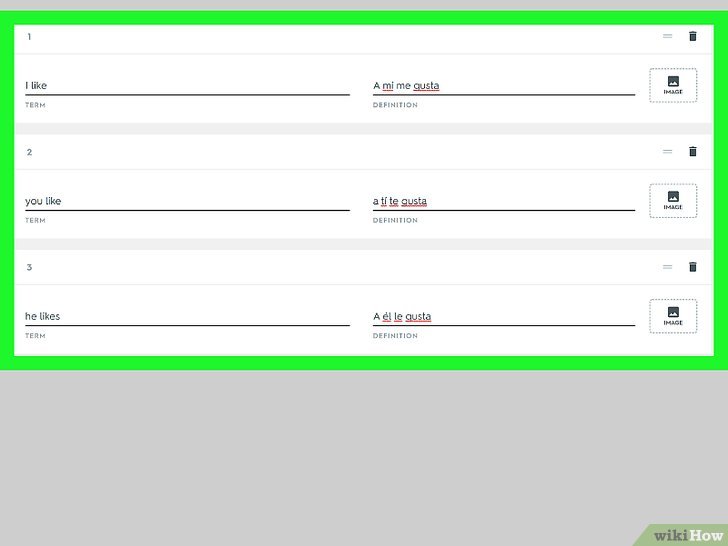 1
I like
A mi me gusta
TERM
DEFINITION
IMAGE
2
you like
a tí te gusta
TERM
DEFINITION
IMAGE
3
he likes
A él le gusta
TERM
DEFINITION
IMAGE
wikiHow